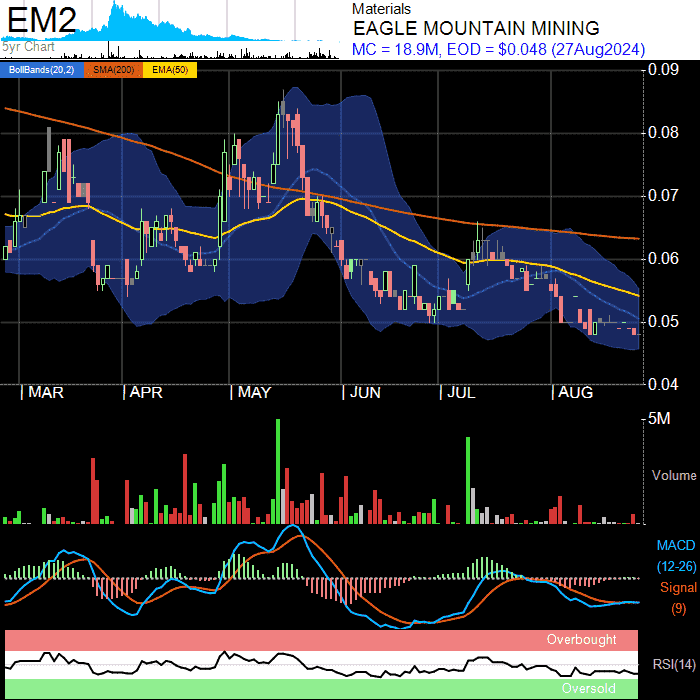 EM2
5yr Chart
Materials
EAGLE MOUNTAIN MINING
MC = 18.9M, EOD = $0.048 (27Aug2024)
BollBands(20,2) SMA(200) EMA(50)
0.09
0.08
0.07
0.06
0.05
0.04
MAR APR MAY JUN JUL AUG
5M
Volume
MACD
(12-26)
Signal
(9)
Overbought
RSI(14)
Oversold